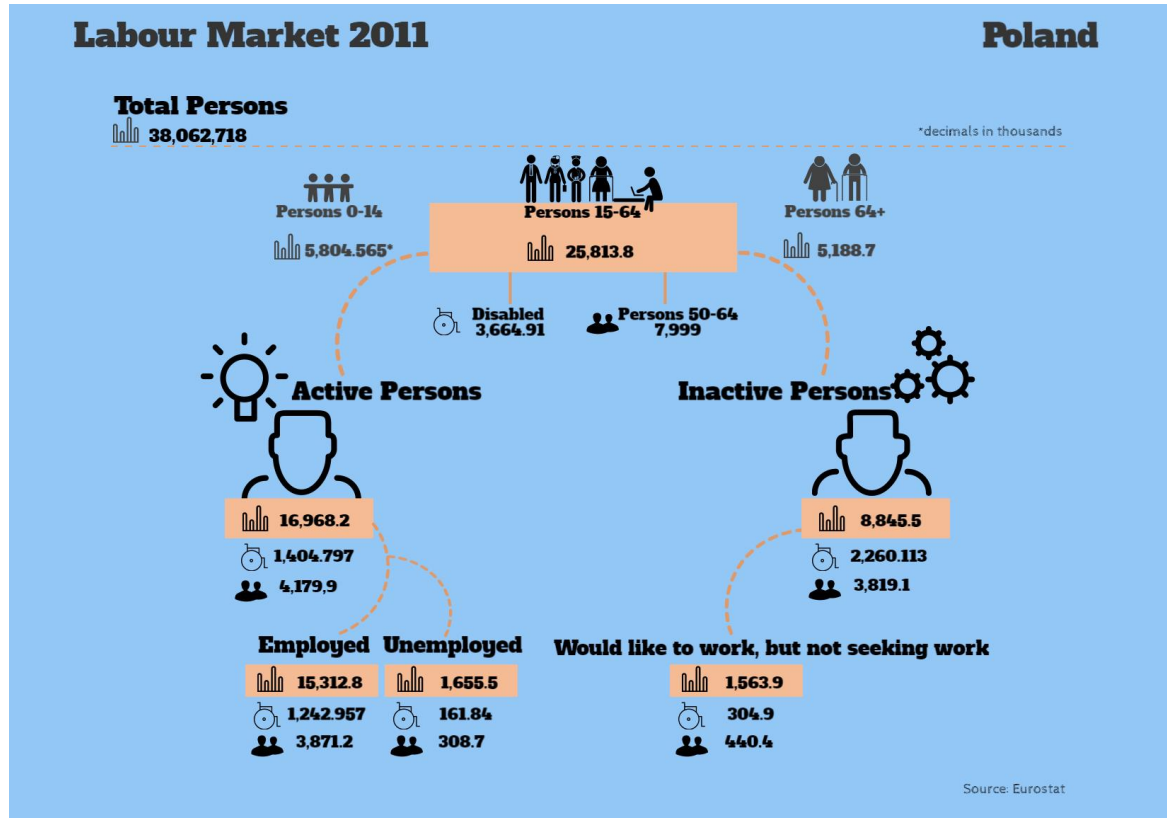 Labour Market 2011
Poland
Total Persons
38,062,718
*decimals in thousands
Persons 0-14
5,804.565*
Persons 15-64
25,813.8
Persons 64+
5,188.7
Disabled
3,664.91
Persons 50-64
7,999
Active Persons
Inactive Persons
16,968.2
1,404.797
4,179,9
8,845.5
2,260.113
3,819.1
Employed
15,312.8
1,242.957
3,871.2
Unemployed
1,655.5
161.84
308.7
Would like to work, but not seeking work
1,563.9
304.9
440.4
Source: Eurostat